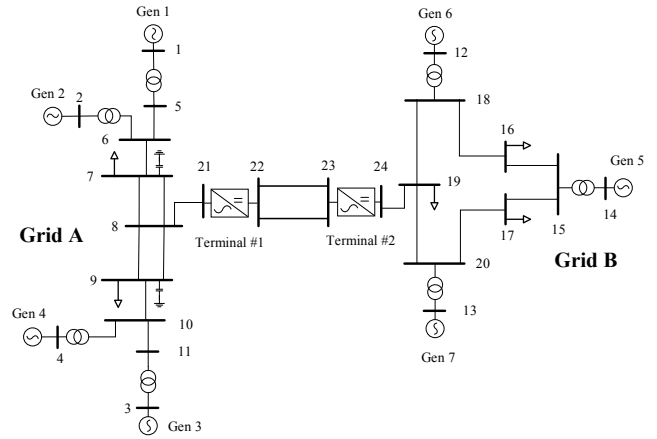 Gen 1
1
Gen 2
2
5
6
7
8
Grid A
9
Gen 4
4
10
11
3
Gen 3
21
22
23
24
Terminal #1
Terminal #2
Gen 6
12
18
16
Gen 5
14
15
17
19
20
Grid B
13
Gen 7